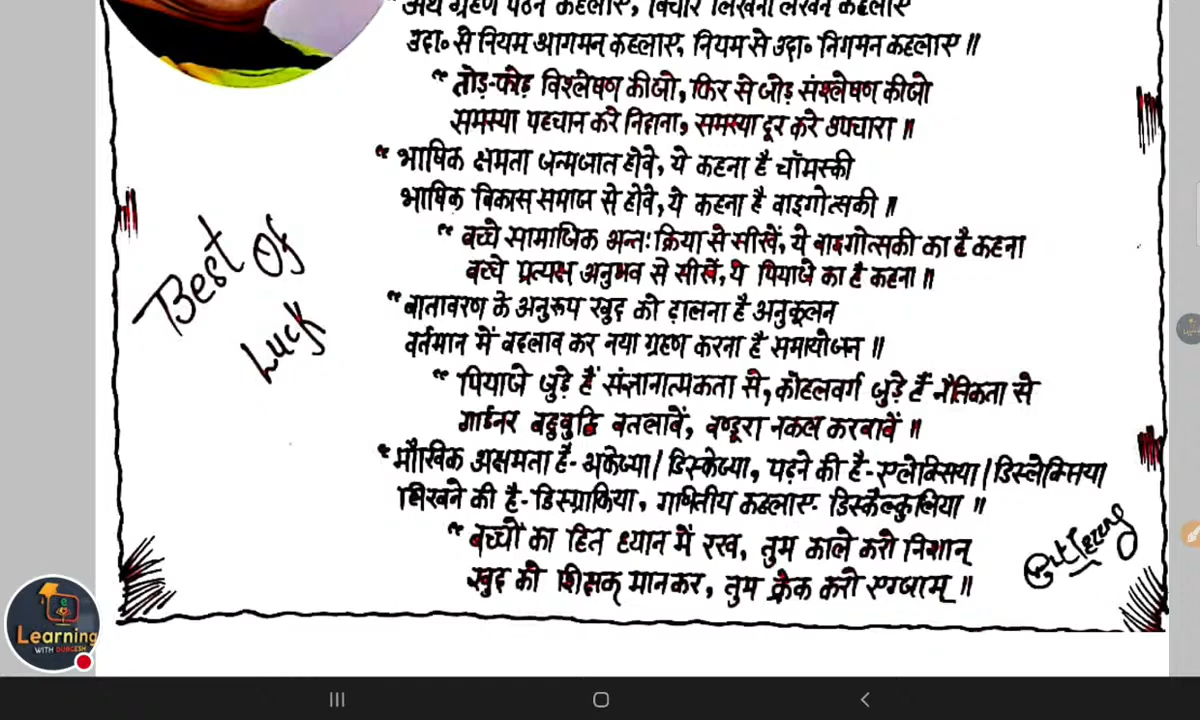 अर्थ ग्रहण पठन कहलाए, विचार लिखना लेखन कहलाए
उदा० से नियम आगमन कहलाए, नियम से उदा० निगमन कहलाए॥
“ तोड़-फोड़ विश्लेषण कीजो, फिर से जोड़ संश्लेषण कीजो
समस्या पहचान करे निदाना, समस्या दूर करे उपचारा॥
“ भाषिक क्षमता जन्मजात होवे, ये कहना है चॉमस्की
भाषिक विकास समाज से होवे, ये कहना है वाइगोत्सकी॥
“ बच्चे सामाजिक अन्तः क्रिया से सीखें, ये वाइगोत्सकी का है कहना
बच्चे प्रत्यक्ष अनुभव से सीखें, ये पियाजे का है कहना॥
“ वातावरण के अनुरूप खुद को ढ़ालना है अनुकूलन
वर्तमान में बदलाव कर नया ग्रहण करना है समायोजन॥
“ पियाजे जुड़े हैं संज्ञानात्मकता से, कोहलवर्ग जुड़े हैं नैतिकता से
गार्डनर बहुबुद्धि बतलावें, बण्डूरा नकल करवावें॥
“ मौखिक अक्षमता है- अफेज्या/डिस्फेज्या, पढ़ने की है- एलेक्सिया/डिस्लेक्सिया
लिखने की है- डिस्ग्राफिया, गणितीय कहलाए- डिस्कैल्कुलिया॥
“ बच्चों का हित ध्यान में रख, तुम काले करो निशान्
खुद को शिक्षक् मानकर, तुम क्रेक करो एग्जाम्॥
Best Of
Luck
Learning
WITH DURGESH